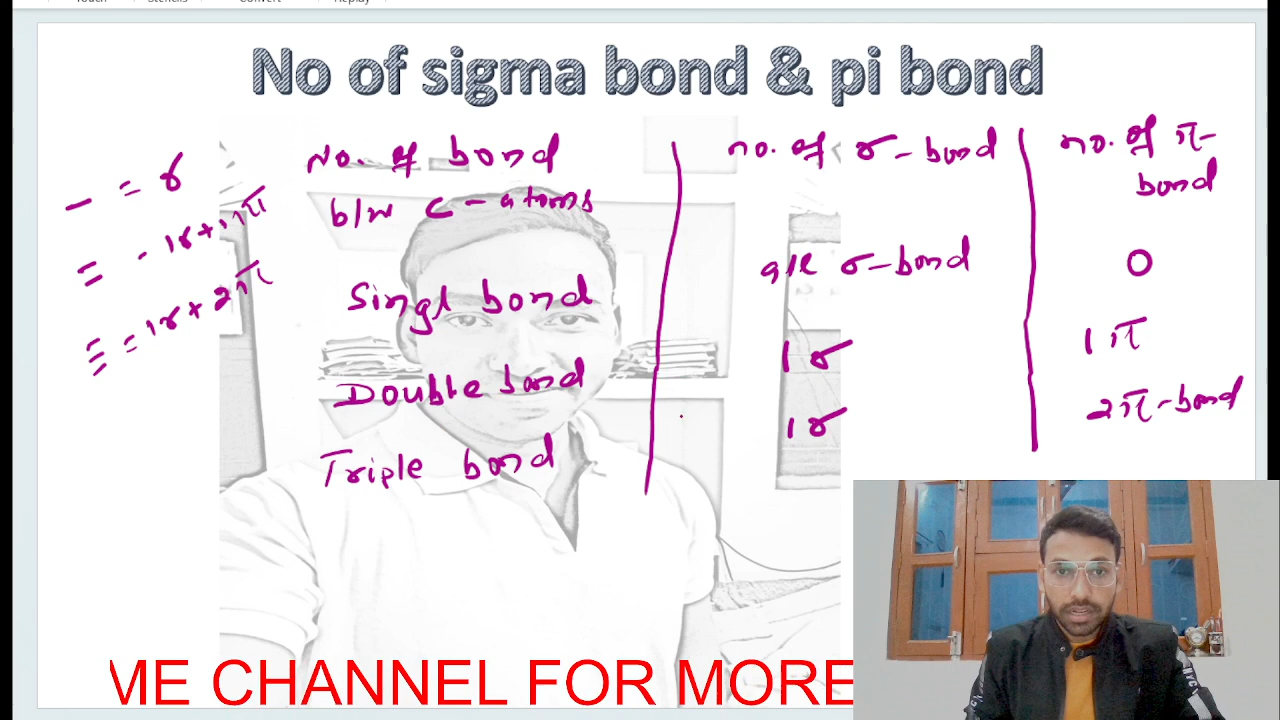 No of sigma bond & pi bond
No. of bond
b/w C-atoms
no. of σ-bond
no. of π-
bond
- = σ
= - 1σ+1π
≡ = 1σ+2π
Singl bond
all σ-bond
0
Double bond
1σ
1π
Triple bond
1σ
2π-bond
ME CHANNEL FOR MORE